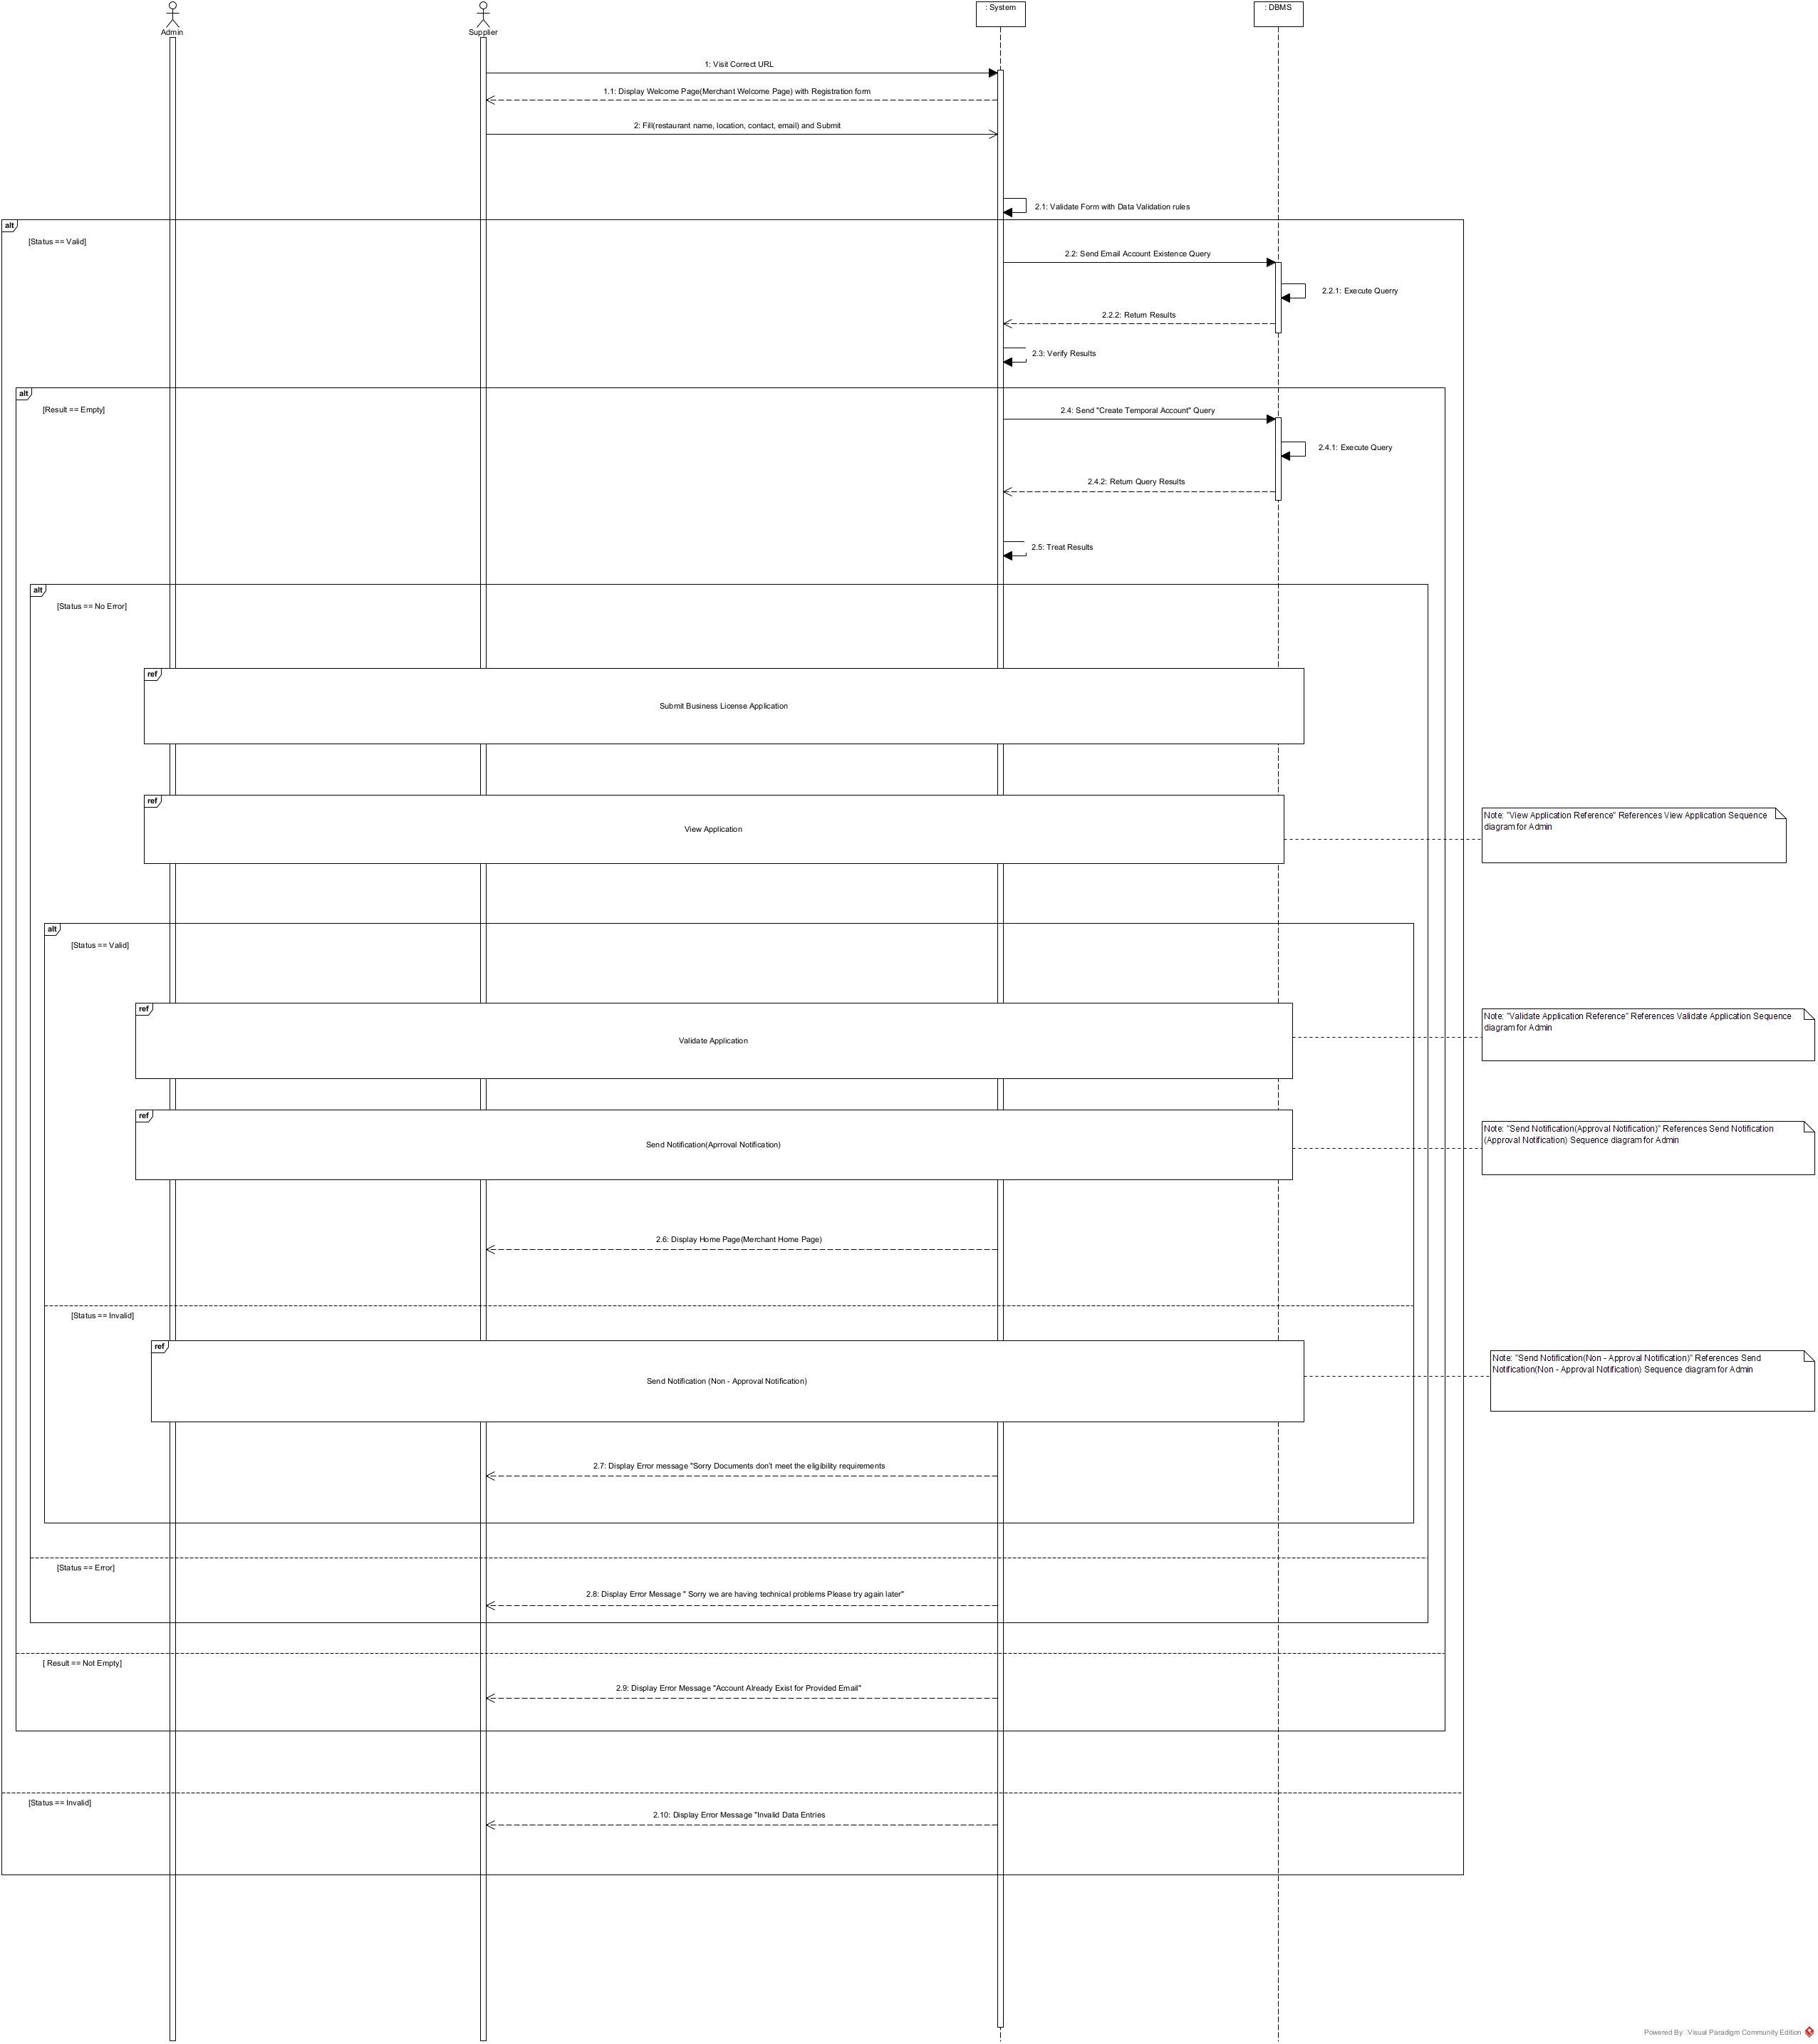 Admin
Supplier
: System
: DBMS
1: Visit Correct URL
1.1: Display Welcome Page(Merchant Welcome Page) with Registration form
2: Fill(restaurant name, location, contact, email) and Submit
2.1: Validate Form with Data Validation rules
alt
[Status == Valid]
2.2: Send Email Account Existence Query
2.2.1: Execute Querry
2.2.2: Return Results
2.3: Verify Results
alt
[Result == Empty]
2.4: Send "Create Temporal Account" Query
2.4.1: Execute Query
2.4.2: Return Query Results
2.5: Treat Results
alt
[Status == No Error]
ref
Submit Business License Application
ref
View Application
Note: "View Application Reference" References View Application Sequence
diagram for Admin
alt
[Status == Valid]
ref
Validate Application
Note: "Validate Application Reference" References Validate Application Sequence
diagram for Admin
ref
Send Notification(Aprroval Notification)
Note: "Send Notification(Approval Notification)" References Send Notification
(Approval Notification) Sequence diagram for Admin
2.6: Display Home Page(Merchant Home Page)
[Status == Invalid]
ref
Send Notification (Non - Approval Notification)
Note: "Send Notification(Non - Approval Notification)" References Send
Notification(Non - Approval Notification) Sequence diagram for Admin
2.7: Display Error message "Sorry Documents don't meet the eligibility requirements
[Status == Error]
2.8: Display Error Message " Sorry we are having technical problems Please try again later"
[ Result == Not Empty]
2.9: Display Error Message "Account Already Exist for Provided Email"
[Status == Invalid]
2.10: Display Error Message "Invalid Data Entries
Powered By: Visual Paradigm Community Edition